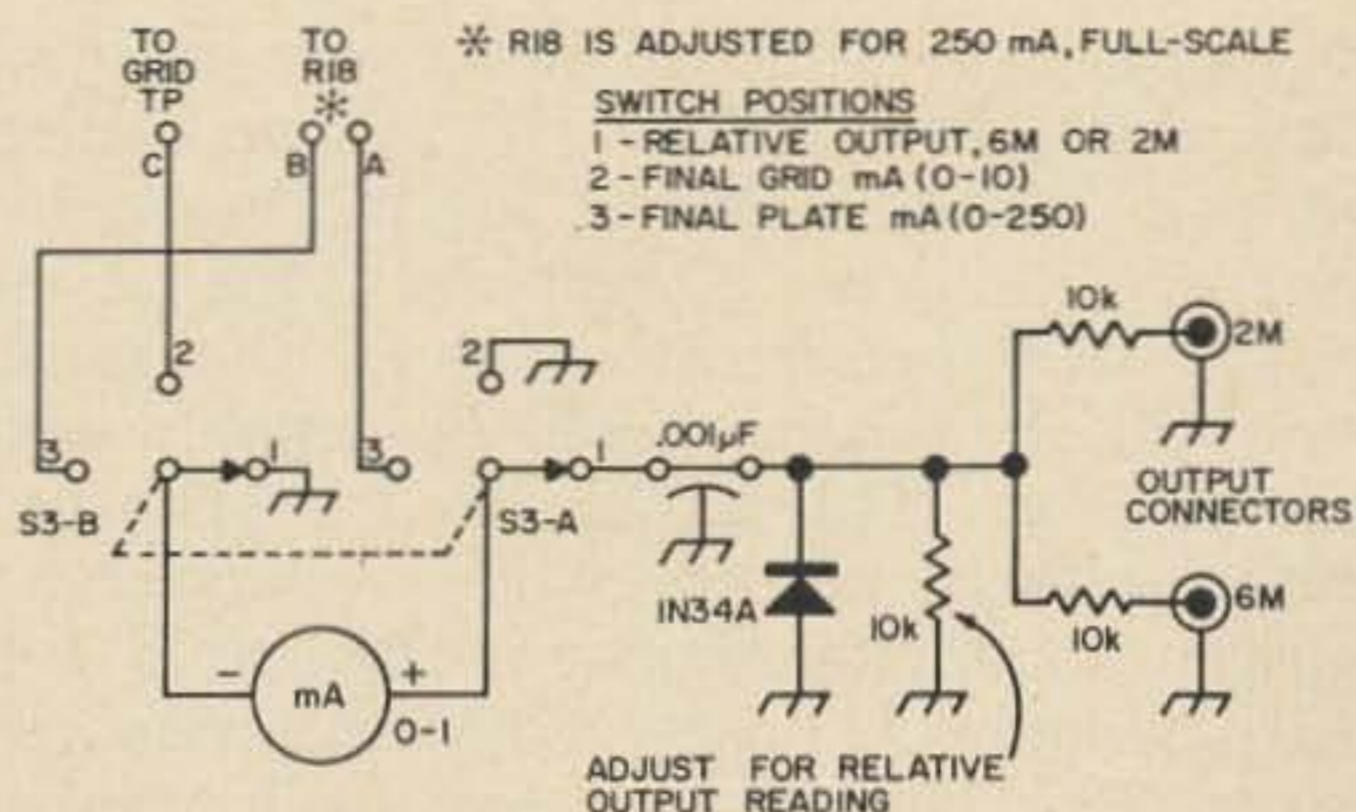 TO
GRID
TP
TO
R18
✳
✳ R18 IS ADJUSTED FOR 250 mA, FULL-SCALE
SWITCH POSITIONS
1 - RELATIVE OUTPUT, 6M OR 2M
2 - FINAL GRID mA (0-10)
3 - FINAL PLATE mA (0-250)
C
B
A
2
2
3
1
3
1
.001µF
S3-B
S3-A
10k
2M
OUTPUT
CONNECTORS
1N34A
10k
10k
6M
- mA +
0-1
ADJUST FOR RELATIVE
OUTPUT READING